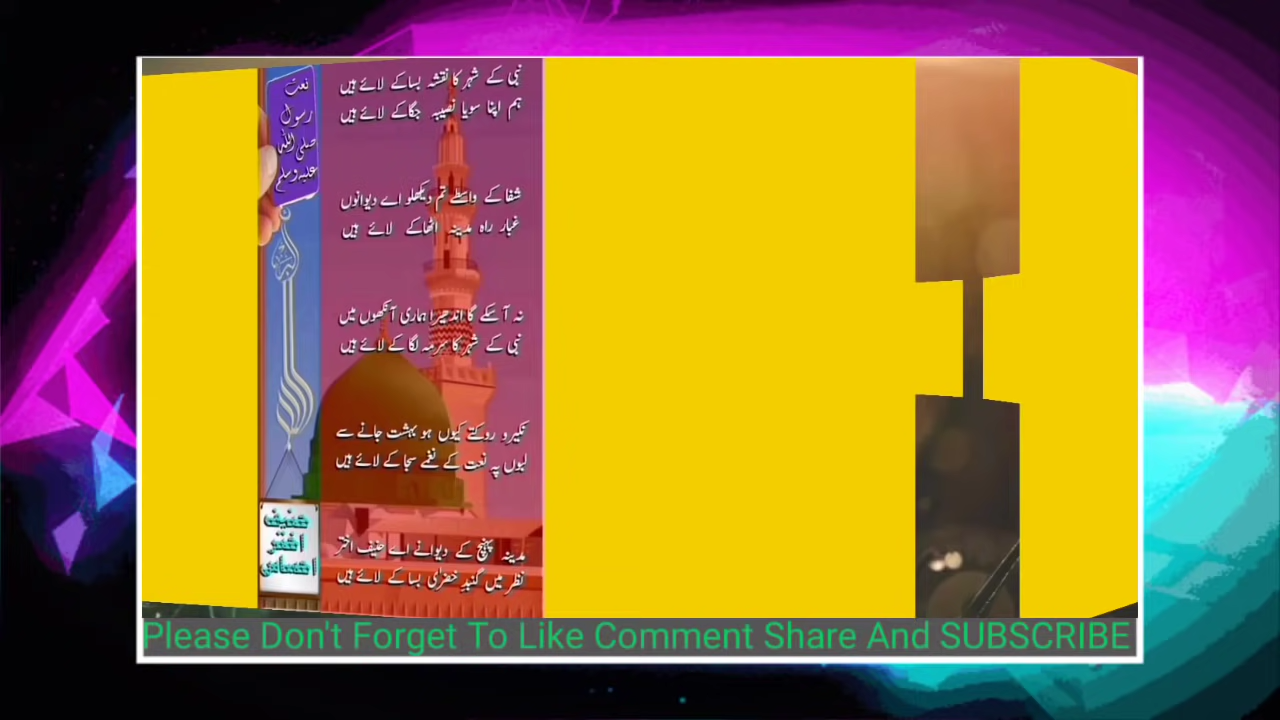 نعت
رسول
صلی اللہ
علیہ وسلم
نبی کے شہر کا نقشہ بسا کے لائے ہیں
ہم اپنا سویا نصیبہ جگا کے لائے ہیں
شفا کے واسطے تم دیکھلو اے دیوانوں
غبار راہ مدینہ اٹھا کے لائے ہیں
نہ آ سکے گا اندھیرا ہماری آنکھوں میں
نبی کے شہر کا سرمہ لگا کے لائے ہیں
نکیرو روکتے کیوں ہو بہشت جانے سے
لبوں پہ نعت کے نغمے سجا کے لائے ہیں
مدینہ پہنچ کے دیوانے اے حنیف اختر
نظر میں گنبدِ خضریٰ بسا کے لائے ہیں
حنیف
اختر
Please Don't Forget To Like Comment Share And SUBSCRIBE